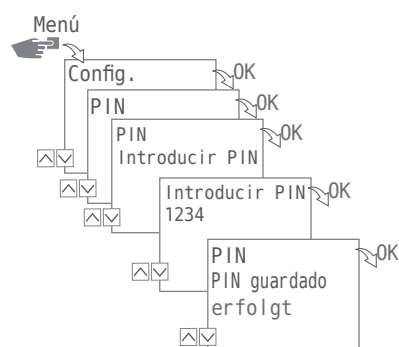 Menú
Config.
OK
PIN
OK
PIN
OK
Introducir PIN
Introducir PIN
OK
1234
PIN
OK
PIN guardado
erfolgt